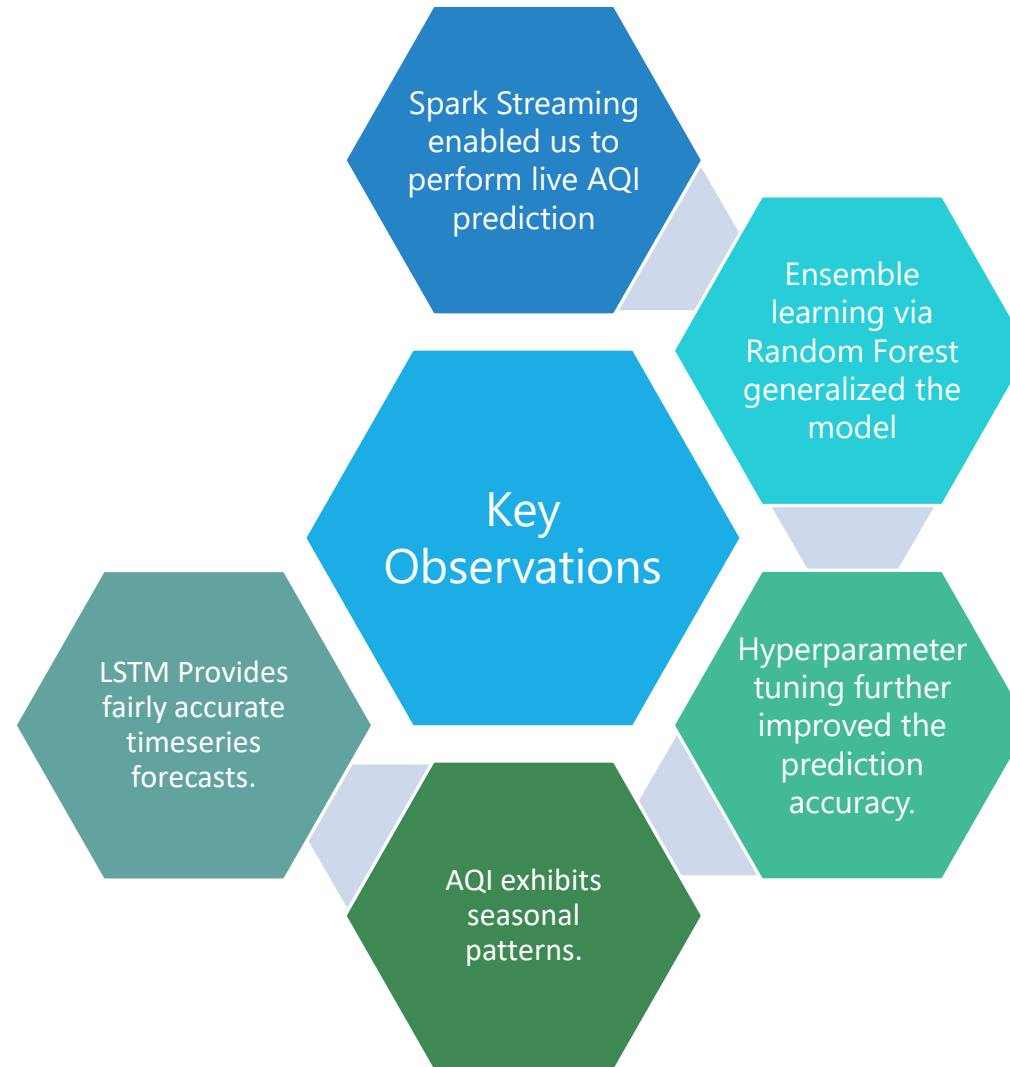 Spark Streaming
enabled us to
perform live AQI
prediction
Ensemble
learning via
Random Forest
generalized the
model
Key
Observations
Hyperparameter
tuning further
improved the
prediction
accuracy.
AQI exhibits
seasonal
patterns.
LSTM Provides
fairly accurate
timeseries
forecasts.